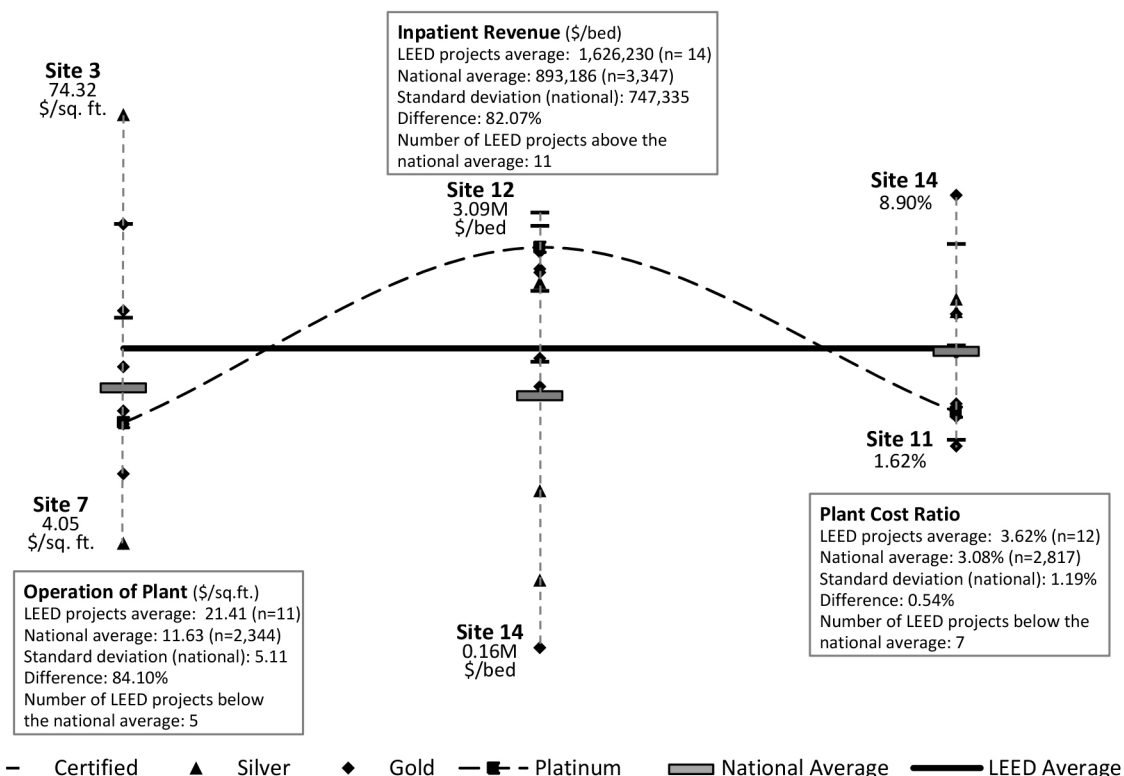 Inpatient Revenue ($/bed)
LEED projects average: 1,626,230 (n= 14)
National average: 893,186 (n=3,347)
Standard deviation (national): 747,335
Difference: 82.07%
Number of LEED projects above the
national average: 11
Site 3
74.32
$/sq. ft.
Site 12
3.09M
$/bed
Site 14
8.90%
Site 11
1.62%
Site 7
4.05
$/sq. ft.
Plant Cost Ratio
LEED projects average: 3.62% (n=12)
National average: 3.08% (n=2,817)
Standard deviation (national): 1.19%
Difference: 0.54%
Number of LEED projects below the
national average: 7
Operation of Plant ($/sq.ft.)
LEED projects average: 21.41 (n=11)
National average: 11.63 (n=2,344)
Standard deviation (national): 5.11
Difference: 84.10%
Number of LEED projects below
the national average: 5
Site 14
0.16M
$/bed
Certified Silver Gold Platinum National Average LEED Average